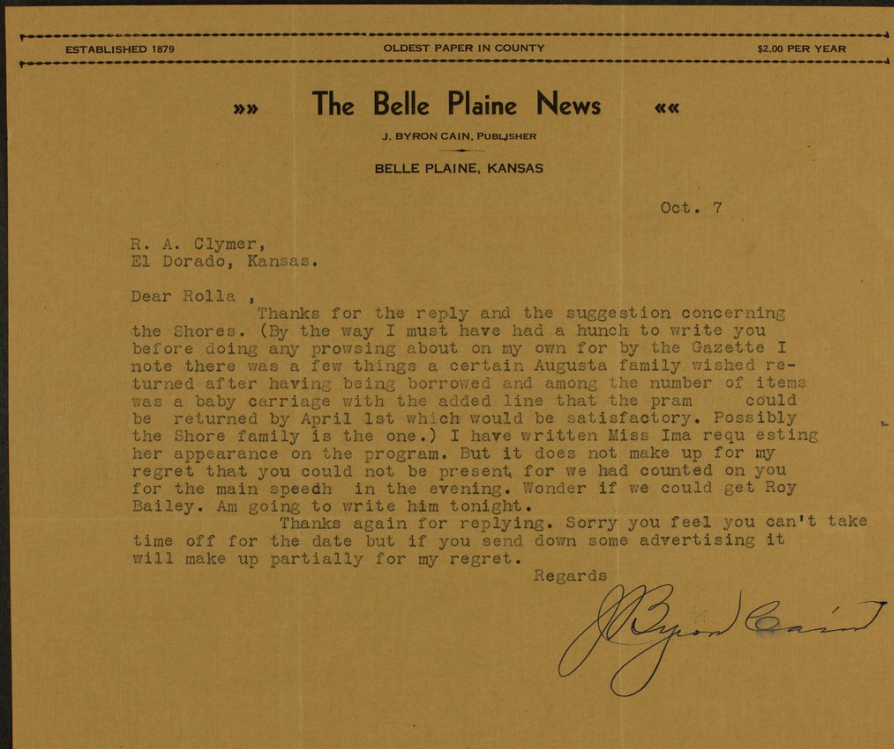 ESTABLISHED 1879 OLDEST PAPER IN COUNTY $2.00 PER YEAR
»» The Belle Plaine News ««
J. BYRON CAIN, PUBLISHER
BELLE PLAINE, KANSAS
Oct. 7
R. A. Clymer,
El Dorado, Kansas.
Dear Rolla ,
Thanks for the reply and the suggestion concerning
the Shores. (By the way I must have had a hunch to write you
before doing any prowsing about on my own for by the Gazette I
note there was a few things a certain Augusta family wished re-
turned after having being borrowed and among the number of items
was a baby carriage with the added line that the pram could
be returned by April 1st which would be satisfactory. Possibly
the Shore family is the one.) I have written Miss Ima requ esting
her appearance on the program. But it does not make up for my
regret that you could not be present, for we had counted on you
for the main speech in the evening. Wonder if we could get Roy
Bailey. Am going to write him tonight.
Thanks again for replying. Sorry you feel you can't take
time off for the date but if you send down some advertising it
will make up partially for my regret.
Regards
J Byron Cain